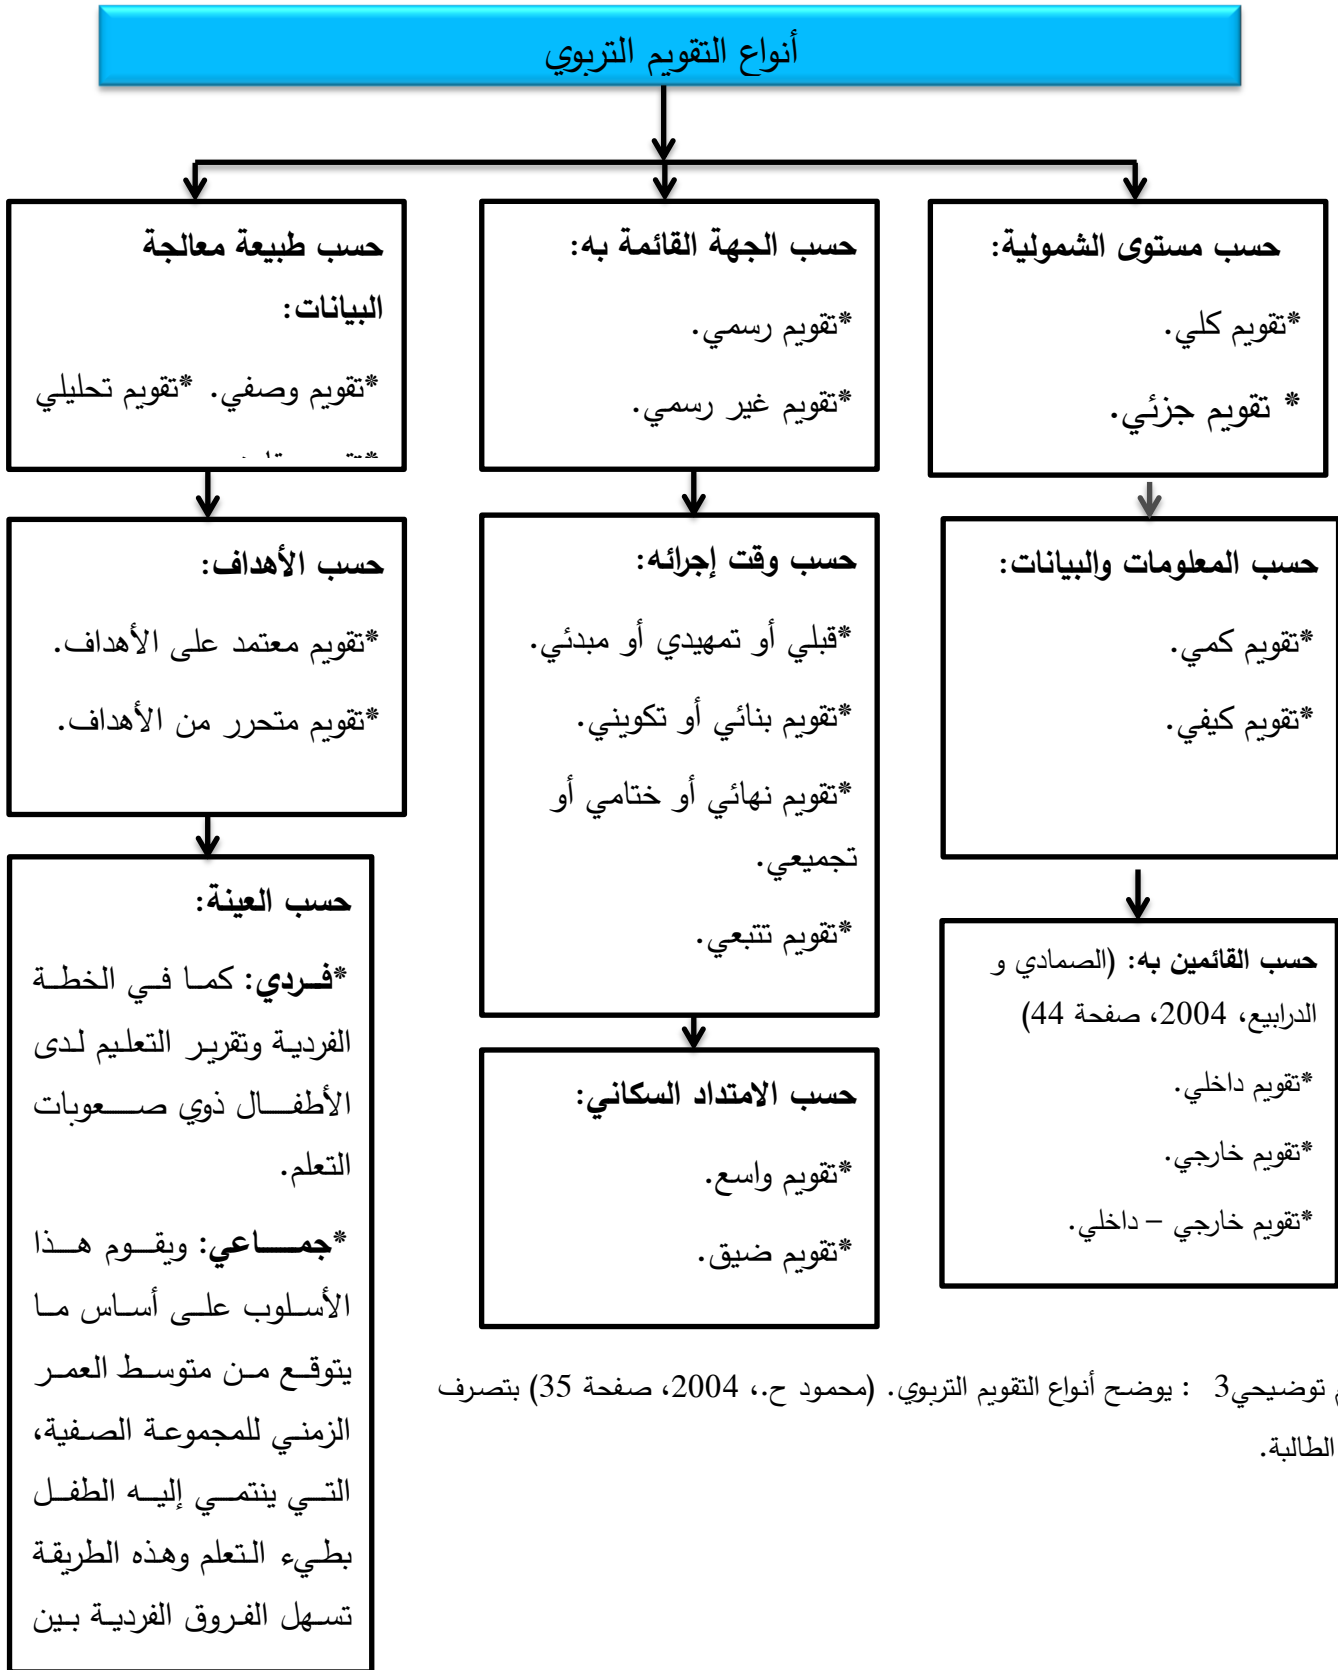 أنواع التقويم التربوي
حسب مستوى الشمولية:
*تقويم كلي.
* تقويم جزئي.
حسب الجهة القائمة به:
*تقويم رسمي.
*تقويم غير رسمي.
حسب طبيعة معالجة
البيانات:
*تقويم وصفي. *تقويم تحليلي
حسب المعلومات والبيانات:
*تقويم كمي.
*تقويم كيفي.
حسب وقت إجرائه:
*قبلي أو تمهيدي أو مبدئي.
*تقويم بنائي أو تكويني.
*تقويم نهائي أو ختامي أو
تجميعي.
*تقويم تتبعي.
حسب الأهداف:
*تقويم معتمد على الأهداف.
*تقويم متحرر من الأهداف.
حسب القائمين به: (الصمادي و
الدرابيع، 2004، صفحة 44)
*تقويم داخلي.
*تقويم خارجي.
*تقويم خارجي – داخلي.
حسب الامتداد السكاني:
*تقويم واسع.
*تقويم ضيق.
حسب العينة:
*فردي: كما في الخطة
الفردية وتقرير التعليم لدى
الأطفال ذوي صعوبات
التعلم.
*جماعي: ويقوم هذا
الأسلوب على أساس ما
يتوقع من متوسط العمر
الزمني للمجموعة الصفية،
التي ينتمي إليه الطفل
بطيء التعلم وهذه الطريقة
تسهل الفروق الفردية بين
توضيحي3 : يوضح أنواع التقويم التربوي. (محمود ح.، 2004، صفحة 35) بتصرف
الطالبة.